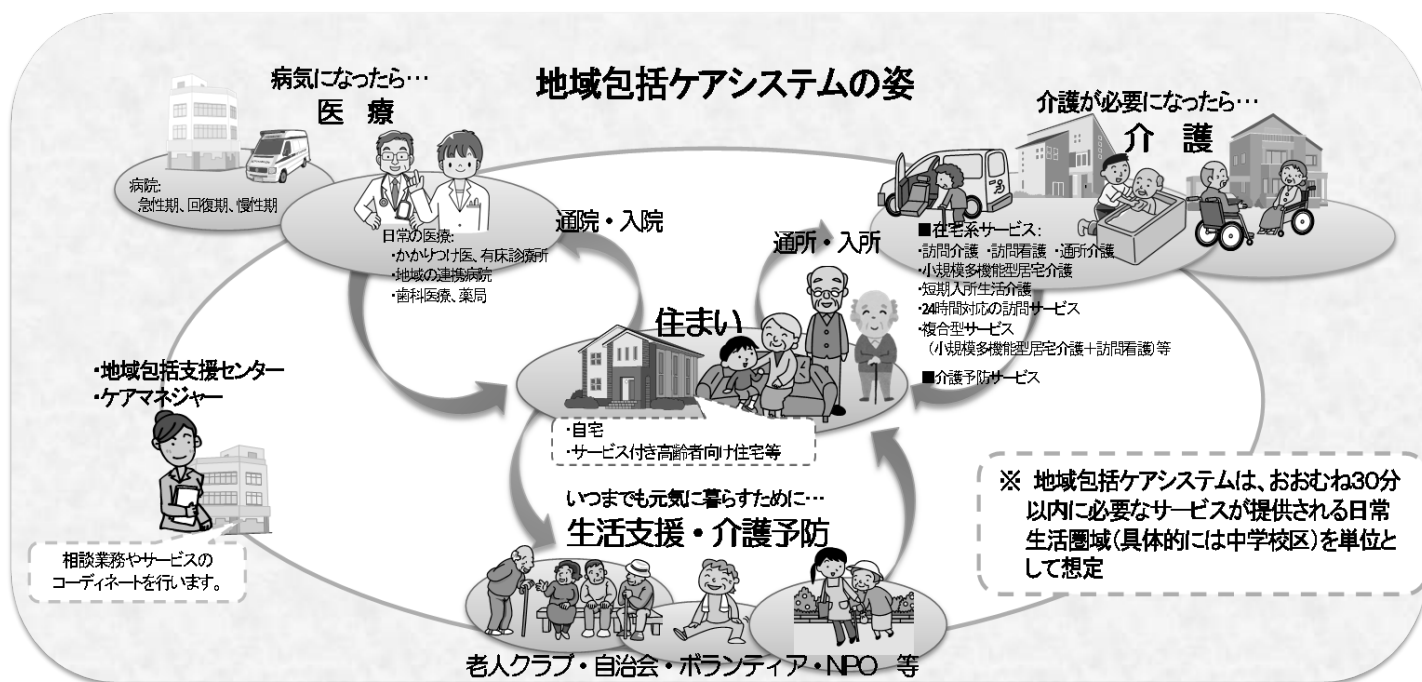 地域包括ケアシステムの姿
病気になったら…
医 療
病院:
急性期、回復期、慢性期
日常の医療:
・かかりつけ医、有床診療所
・地域の連携病院
・歯科医療、薬局
通院・入院
通所・入所
介護が必要になったら…
介 護
■在宅系サービス:
・訪問介護 ・訪問看護 ・通所介護
・小規模多機能型居宅介護
・短期入所生活介護
・24時間対応の訪問サービス
・複合型サービス
(小規模多機能型居宅介護+訪問看護)等
■介護予防サービス
住まい
・自宅
・サービス付き高齢者向け住宅等
・地域包括支援センター
・ケアマネジャー
相談業務やサービスの
コーディネートを行います。
いつまでも元気に暮らすために…
生活支援・介護予防
老人クラブ・自治会・ボランティア・NPO 等
※ 地域包括ケアシステムは、おおむね30分
以内に必要なサービスが提供される日常
生活圏域(具体的には中学校区)を単位と
して想定